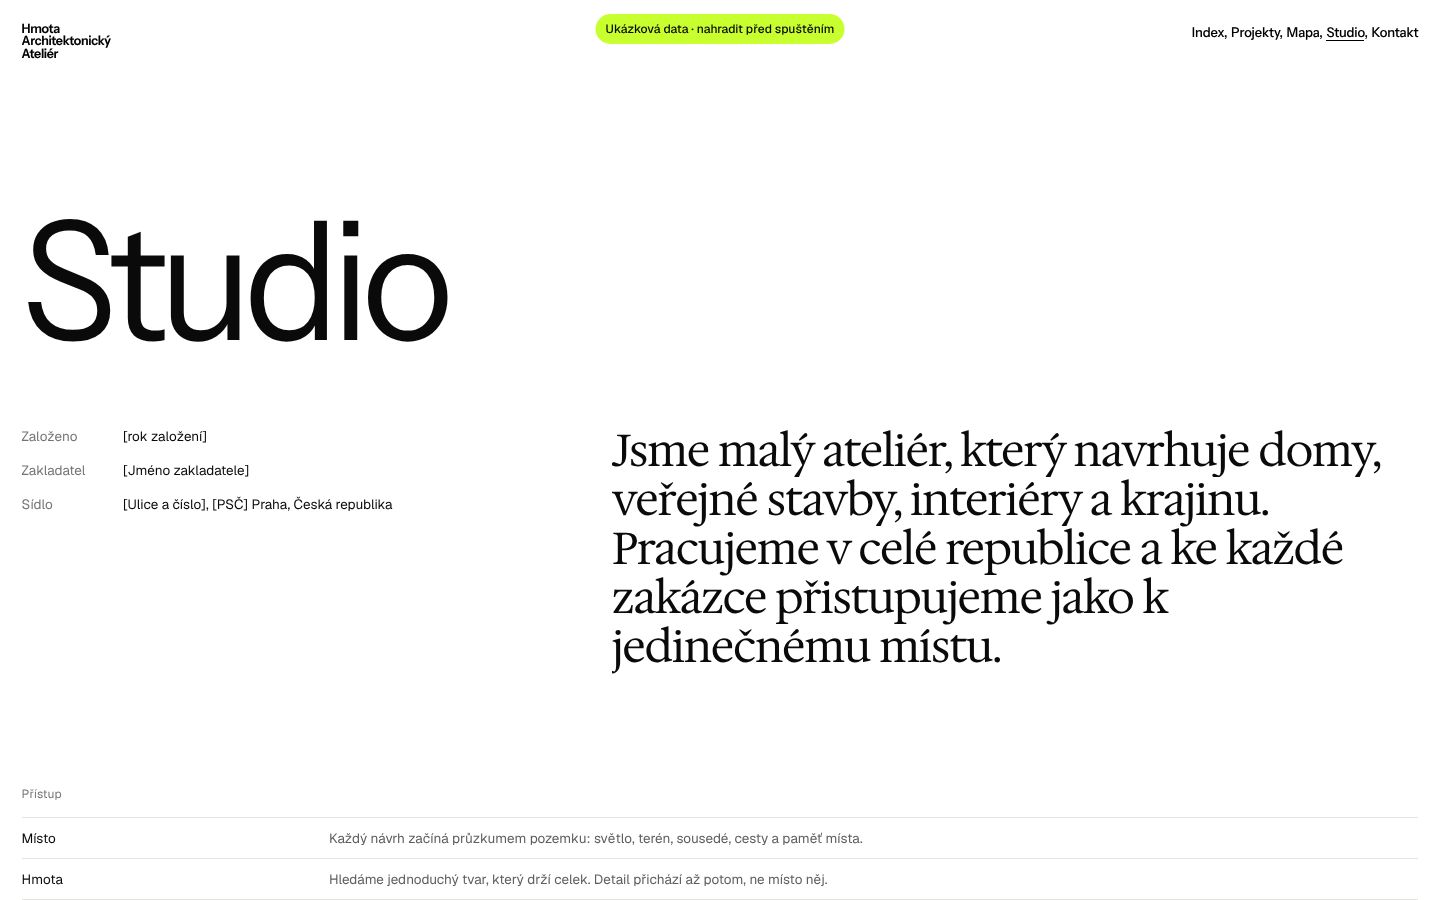 Hmota
Architektonický
Ateliér
Ukázková data · nahradit před spuštěním
Index, Projekty, Mapa, Studio, Kontakt
Studio
Založeno [rok založení]
Zakladatel [Jméno zakladatele]
Sídlo [Ulice a číslo], [PSČ] Praha, Česká republika
Jsme malý ateliér, který navrhuje domy,
veřejné stavby, interiéry a krajinu.
Pracujeme v celé republice a ke každé
zakázce přistupujeme jako k
jedinečnému místu.
Přístup
Místo Každý návrh začíná průzkumem pozemku: světlo, terén, sousedé, cesty a paměť místa.
Hmota Hledáme jednoduchý tvar, který drží celek. Detail přichází až potom, ne místo něj.